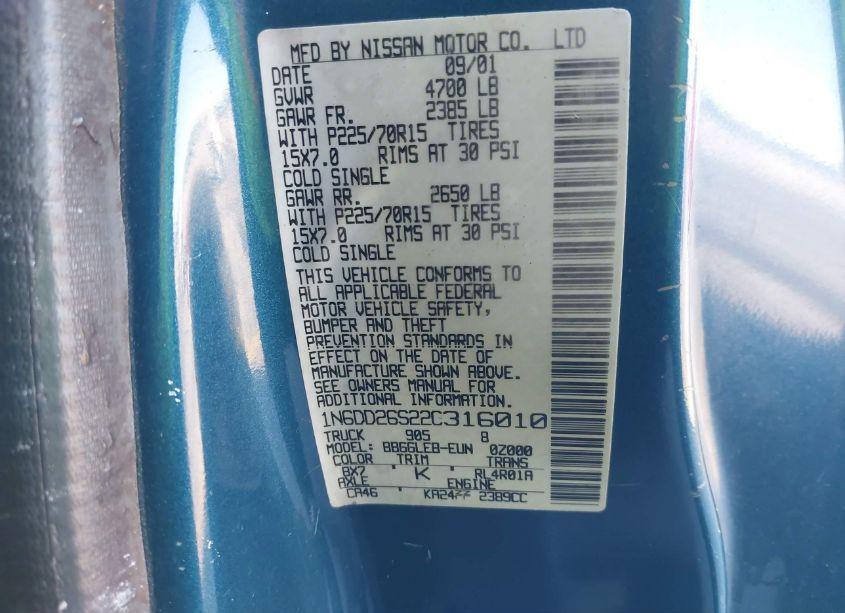 MFD BY NISSAN MOTOR CO. LTD
DATE 09/01
GVWR 4700 LB
GAWR FR. 2385 LB
WITH P225/70R15 TIRES
15X7.0 RIMS AT 30 PSI
COLD SINGLE
GAWR RR. 2650 LB
WITH P225/70R15 TIRES
15X7.0 RIMS AT 30 PSI
COLD SINGLE
THIS VEHICLE CONFORMS TO
ALL APPLICABLE FEDERAL
MOTOR VEHICLE SAFETY,
BUMPER AND THEFT
PREVENTION STANDARDS IN
EFFECT ON THE DATE OF
MANUFACTURE SHOWN ABOVE.
SEE OWNERS MANUAL FOR
ADDITIONAL INFORMATION.
1N6DD26S22C316010
TRUCK 905 8
MODEL: BBG6LEB-EUN 0Z000
COLOR TRIM TRANS
BX7 K RL4R01A
AXLE ENGINE
CA46 2389CC